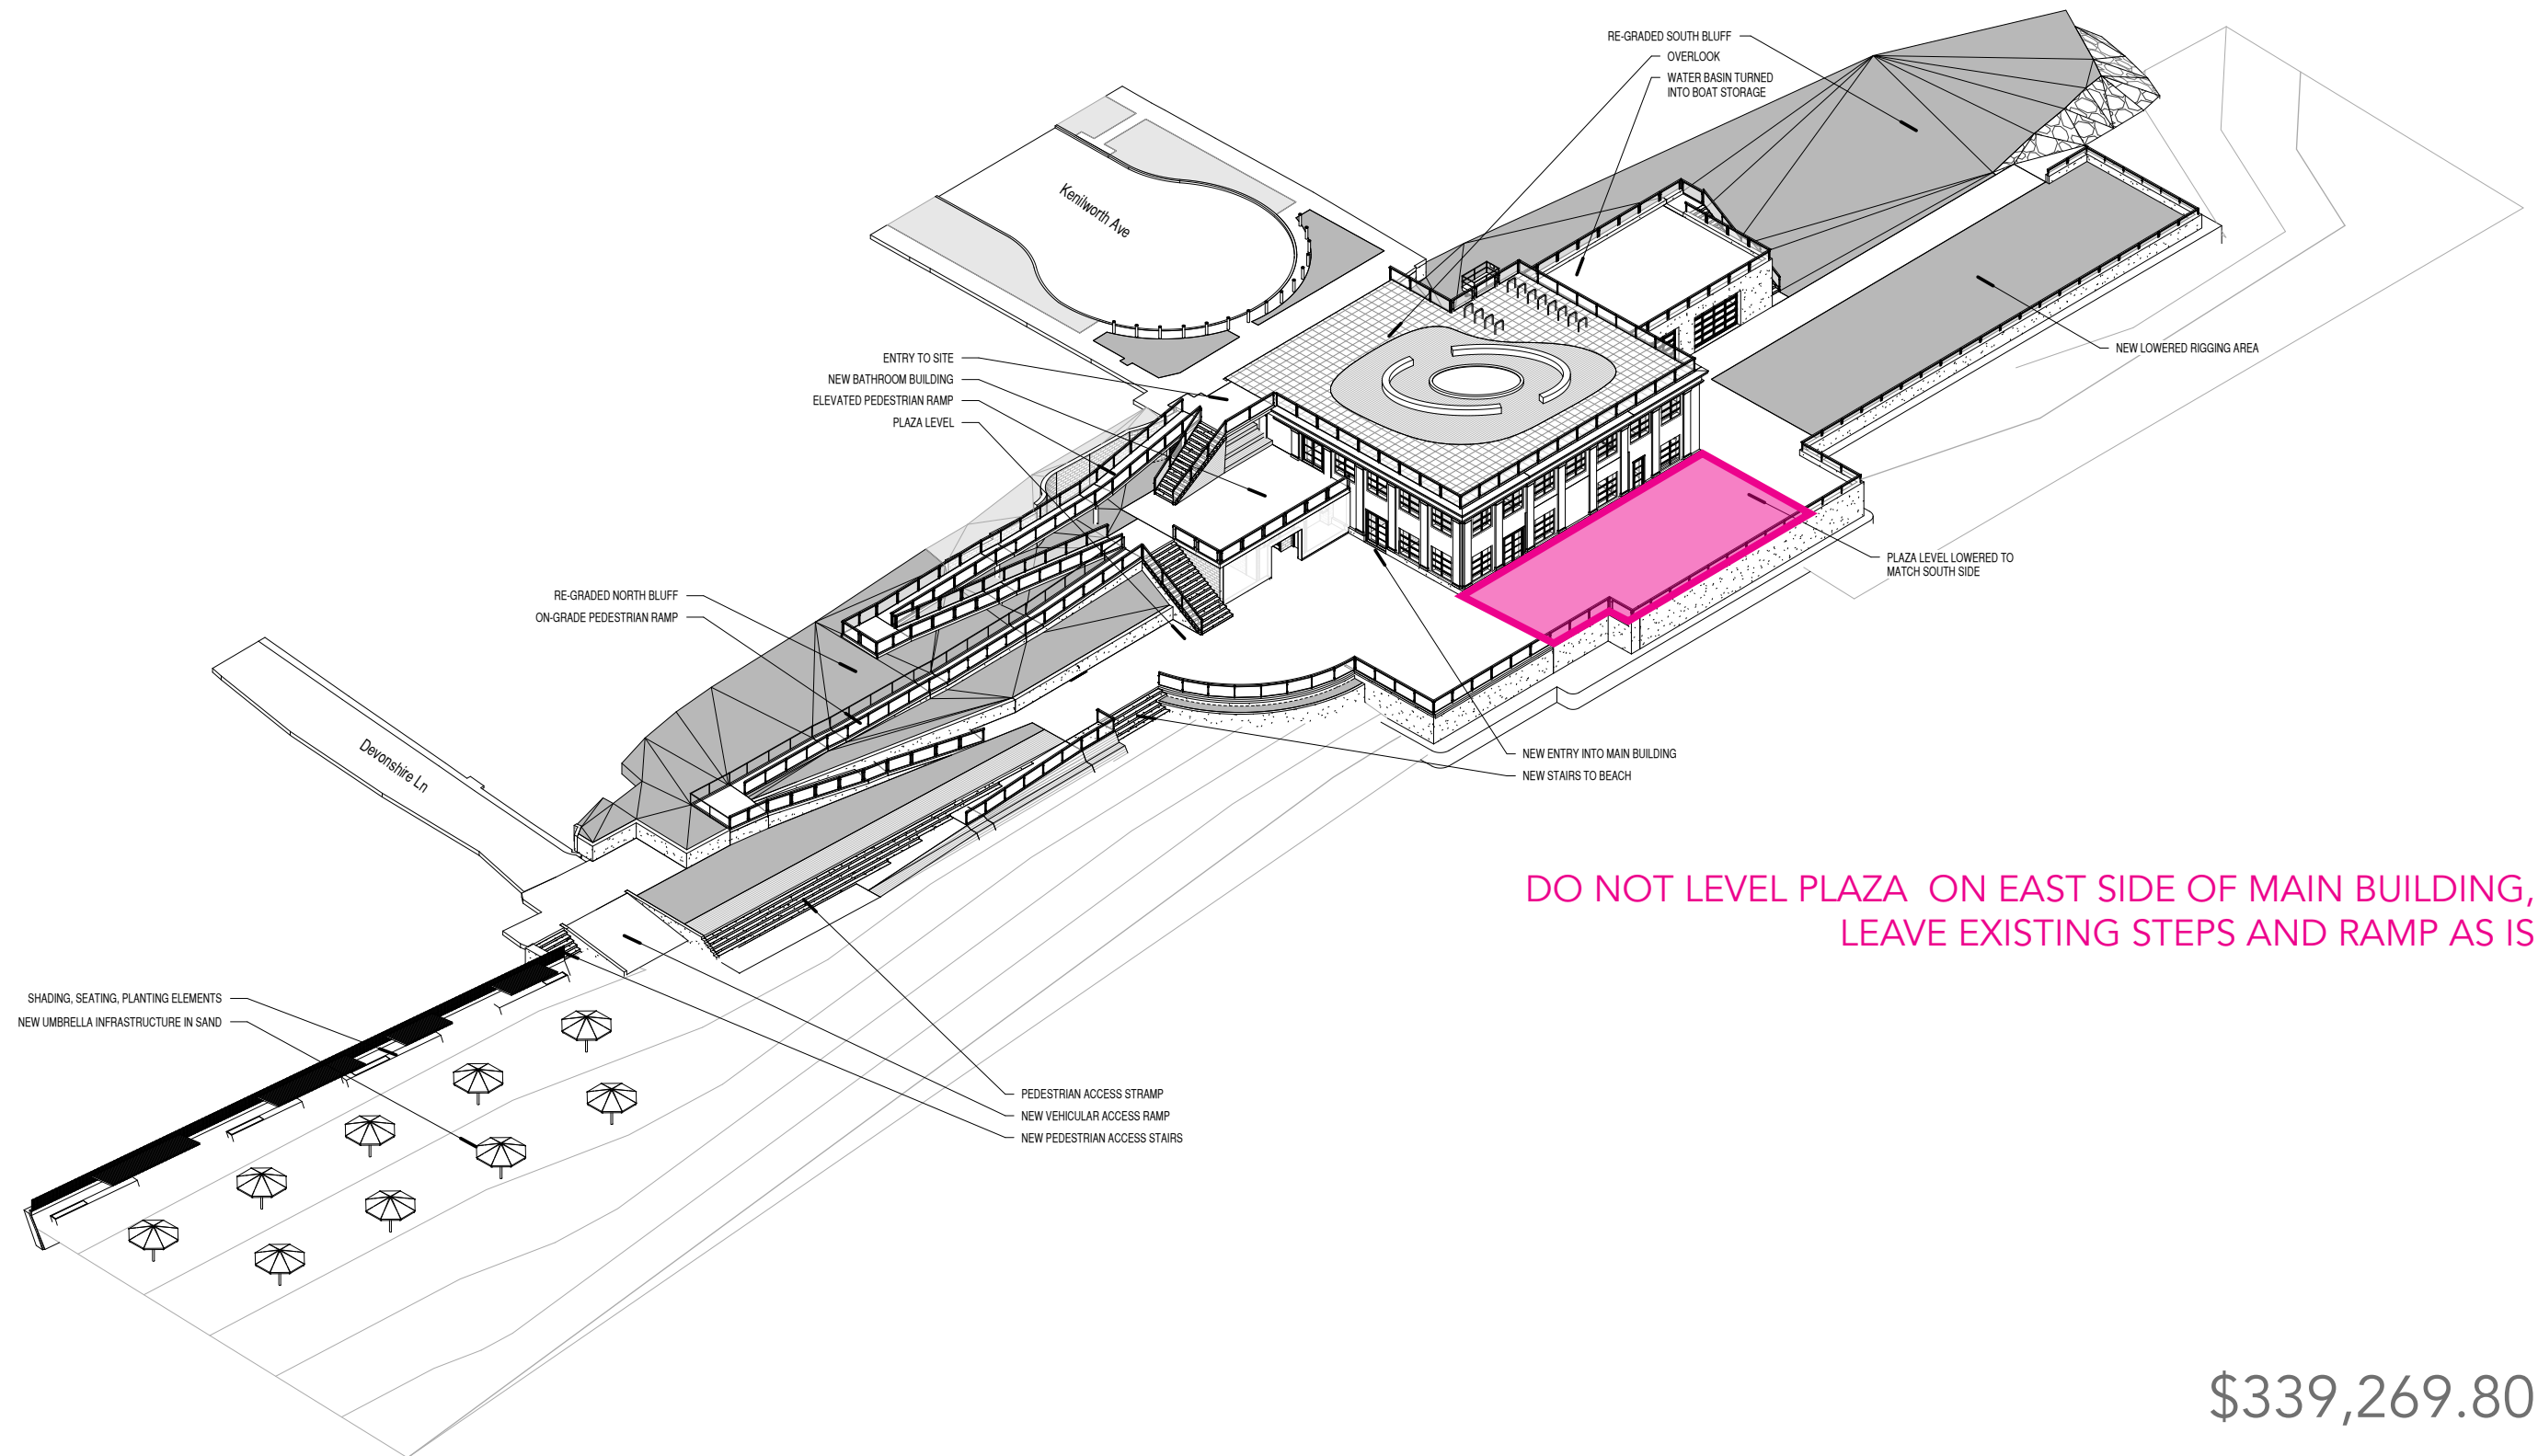 RE-GRADED SOUTH BLUFF
OVERLOOK
WATER BASIN TURNED
INTO BOAT STORAGE
Kenilworth Ave
ENTRY TO SITE
NEW BATHROOM BUILDING
ELEVATED PEDESTRIAN RAMP
PLAZA LEVEL
NEW LOWERED RIGGING AREA
PLAZA LEVEL LOWERED TO
MATCH SOUTH SIDE
RE-GRADED NORTH BLUFF
ON-GRADE PEDESTRIAN RAMP
Devonshire Ln
NEW ENTRY INTO MAIN BUILDING
NEW STAIRS TO BEACH
DO NOT LEVEL PLAZA ON EAST SIDE OF MAIN BUILDING,
LEAVE EXISTING STEPS AND RAMP AS IS
SHADING, SEATING, PLANTING ELEMENTS
NEW UMBRELLA INFRASTRUCTURE IN SAND
PEDESTRIAN ACCESS STRAMP
NEW VEHICULAR ACCESS RAMP
NEW PEDESTRIAN ACCESS STAIRS
$339,269.80